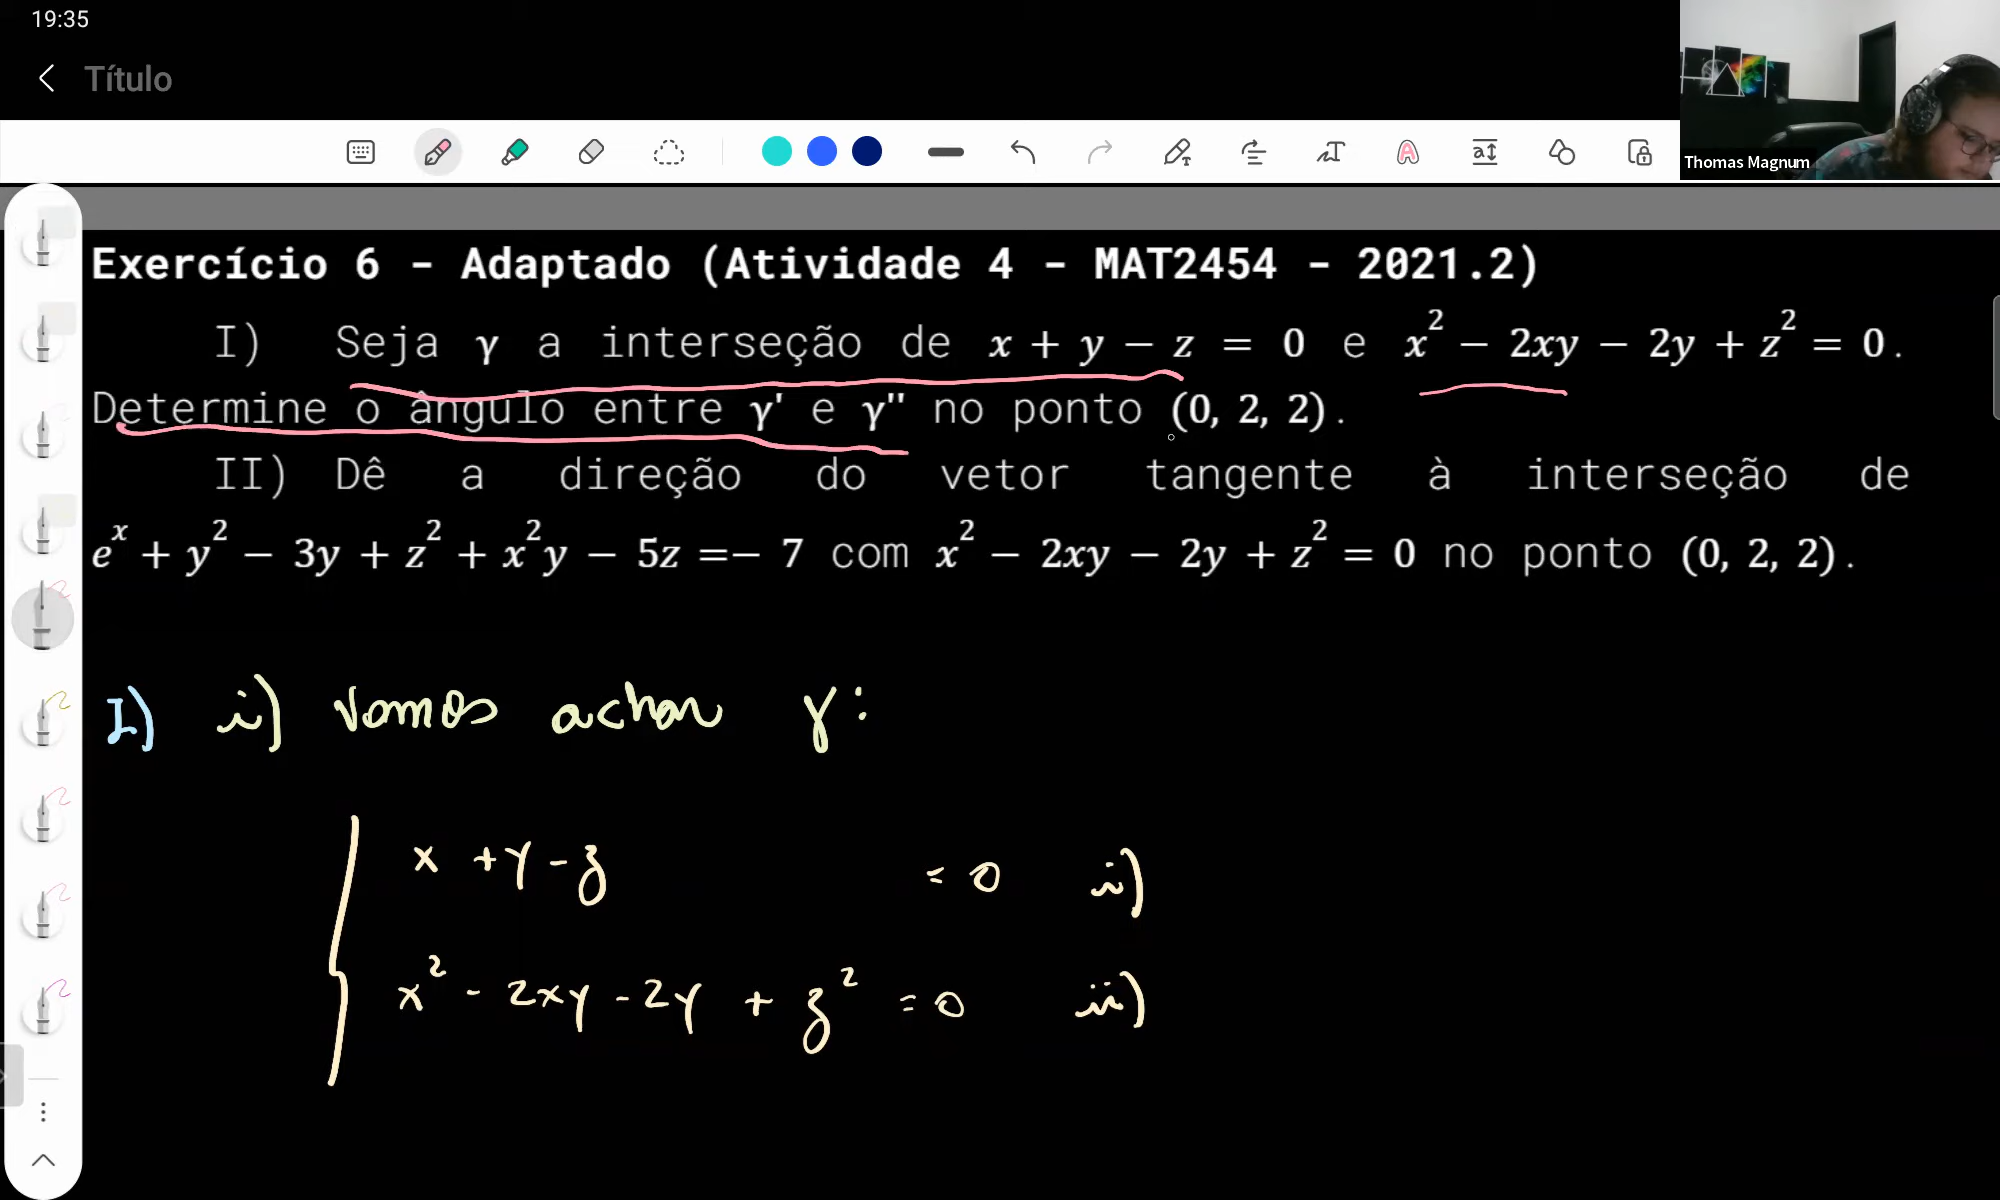 19:35
Título
Thomas Magnum
Exercício 6 - Adaptado (Atividade 4 - MAT2454 - 2021.2)
I) Seja γ a interseção de x + y − z = 0 e x² − 2xy − 2y + z² = 0.
Determine o ângulo entre γ' e γ" no ponto (0, 2, 2).
II) Dê a direção do vetor tangente à interseção de
eˣ + y² − 3y + z² + x²y − 5z =− 7 com x² − 2xy − 2y + z² = 0 no ponto (0, 2, 2).
I) i) Vamos achar γ:
x + y - z = 0 ii)
x² - 2xy - 2y + z² = 0 iii)